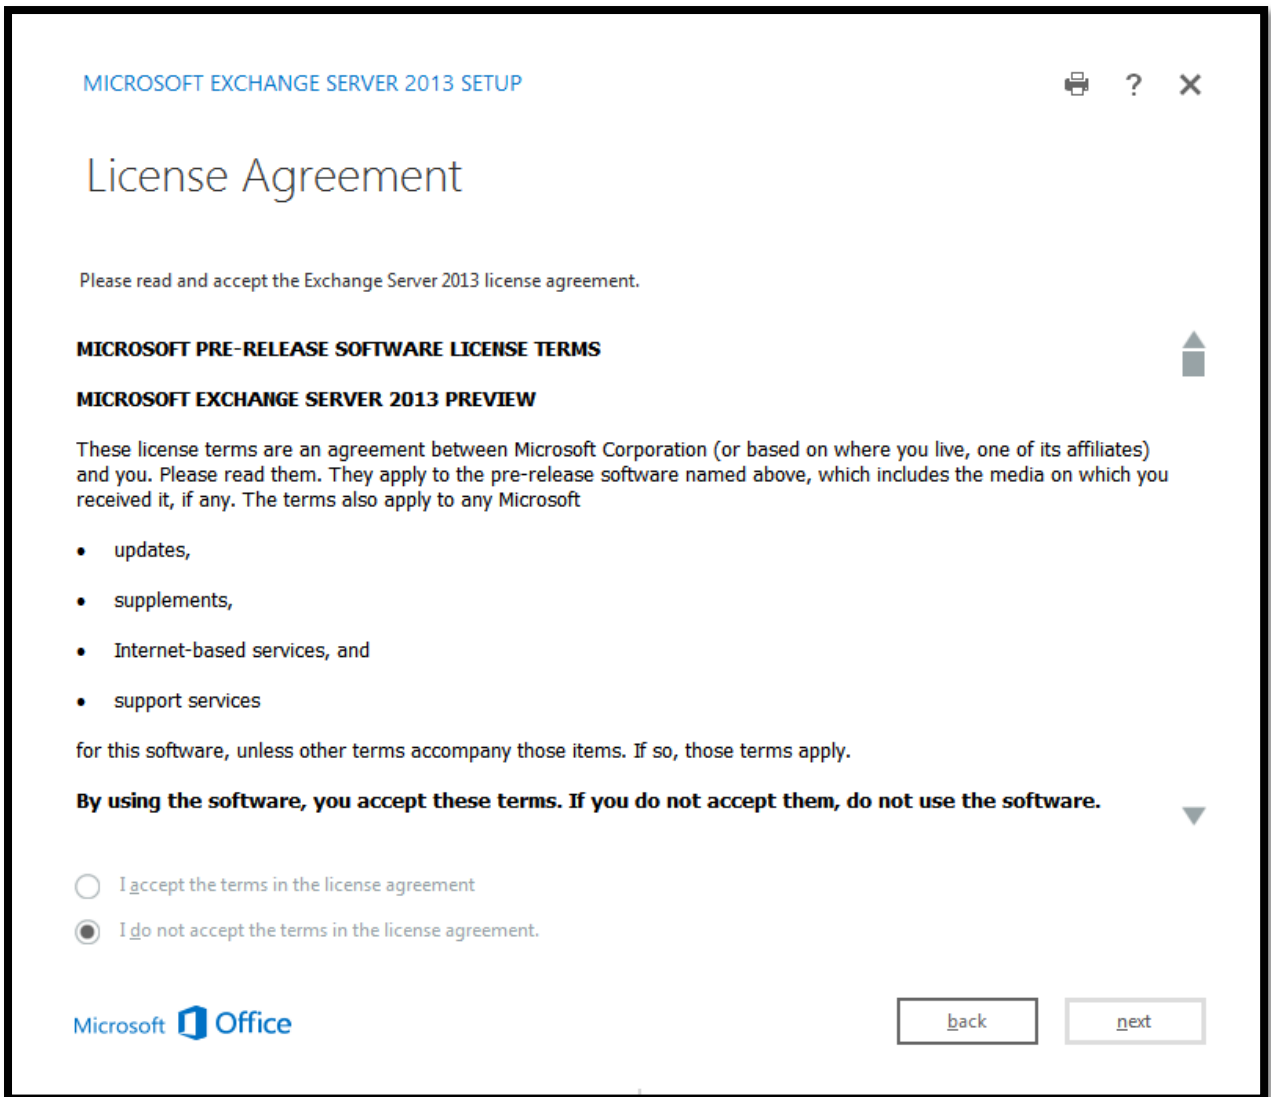 MICROSOFT EXCHANGE SERVER 2013 SETUP
?
License Agreement
Please read and accept the Exchange Server 2013 license agreement.
MICROSOFT PRE-RELEASE SOFTWARE LICENSE TERMS
MICROSOFT EXCHANGE SERVER 2013 PREVIEW
These license terms are an agreement between Microsoft Corporation (or based on where you live, one of its affiliates)
and you. Please read them. They apply to the pre-release software named above, which includes the media on which you
received it, if any. The terms also apply to any Microsoft
• updates,
• supplements,
• Internet-based services, and
• support services
for this software, unless other terms accompany those items. If so, those terms apply.
By using the software, you accept these terms. If you do not accept them, do not use the software.
I accept the terms in the license agreement
I do not accept the terms in the license agreement.
Microsoft Office
back
next